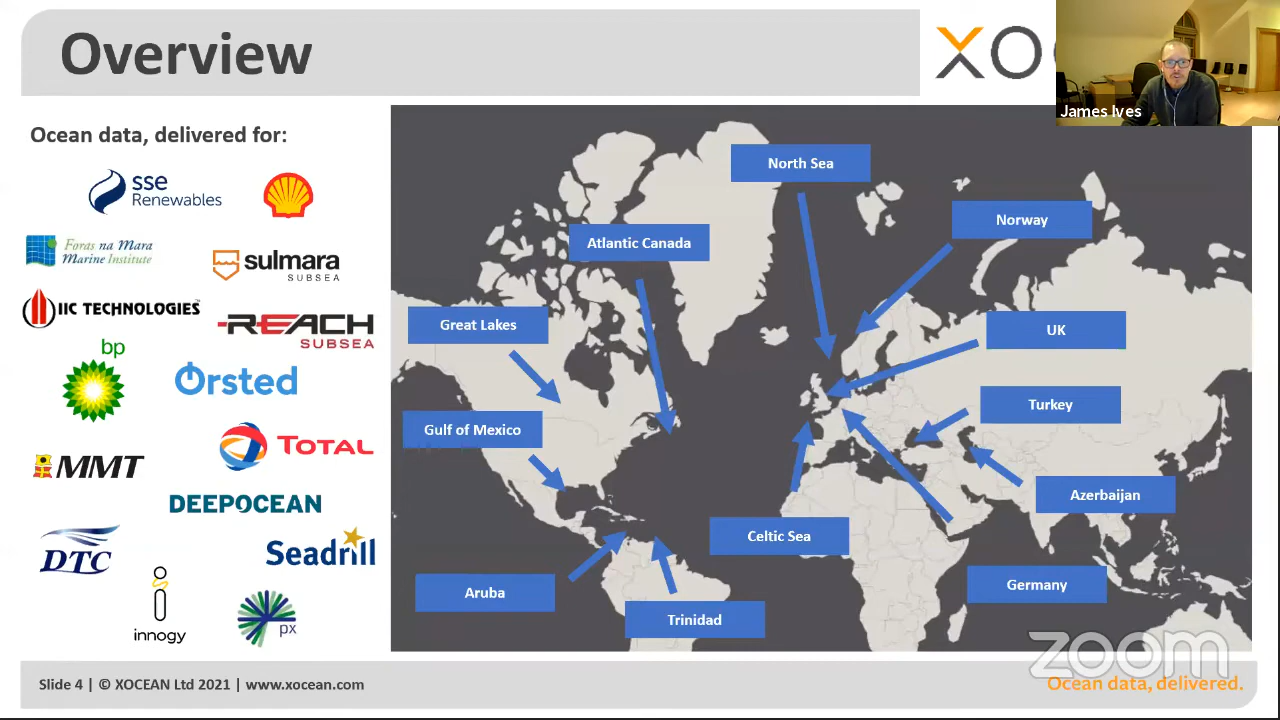 Overview
XO
James Ives
Ocean data, delivered for:
sse
Renewables
Foras na Mara
Marine Institute
sulmara
SUBSEA
IIC TECHNOLOGIES
REACH
SUBSEA
bp
Ørsted
MMT
TOTAL
DEEPOCEAN
DTC
Seadrill
innogy
px
North Sea
Norway
Atlantic Canada
Great Lakes
UK
Turkey
Gulf of Mexico
Azerbaijan
Celtic Sea
Germany
Aruba
Trinidad
zoom
Slide 4 | © XOCEAN Ltd 2021 | www.xocean.com
Ocean data, delivered.